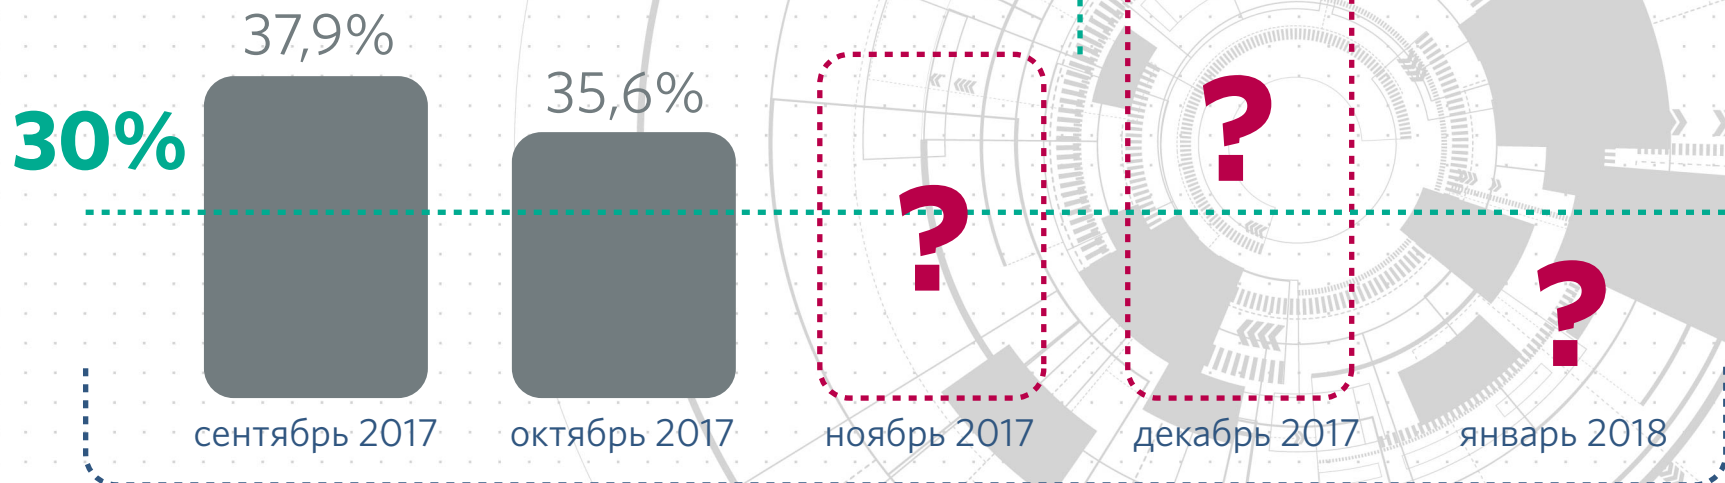 37,9%
35,6%
30%
?
?
?
сентябрь 2017
октябрь 2017
ноябрь 2017
декабрь 2017
январь 2018